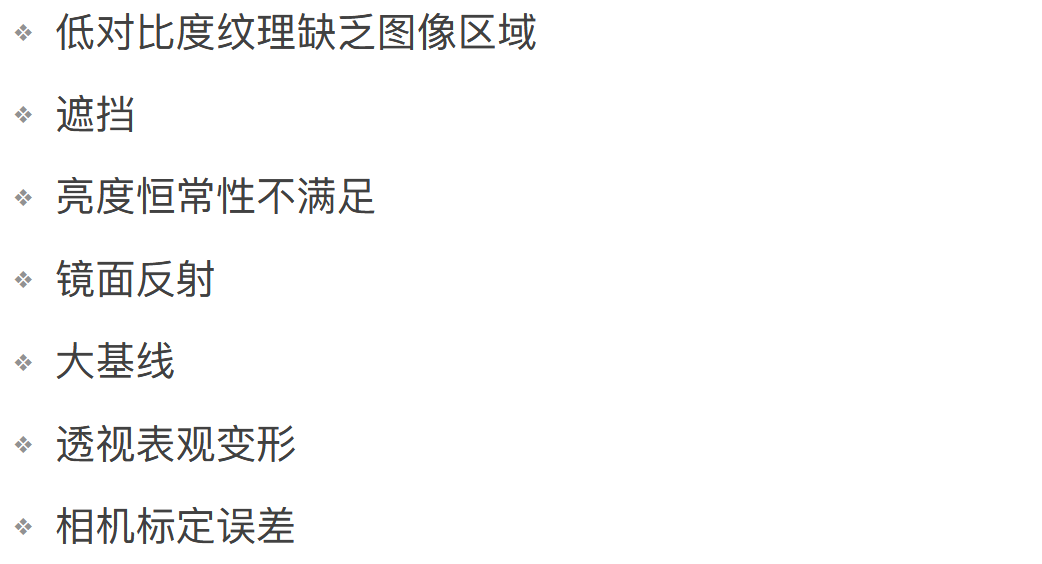 ❖ 低对比度纹理缺乏图像区域
❖ 遮挡
❖ 亮度恒常性不满足
❖ 镜面反射
❖ 大基线
❖ 透视表观变形
❖ 相机标定误差